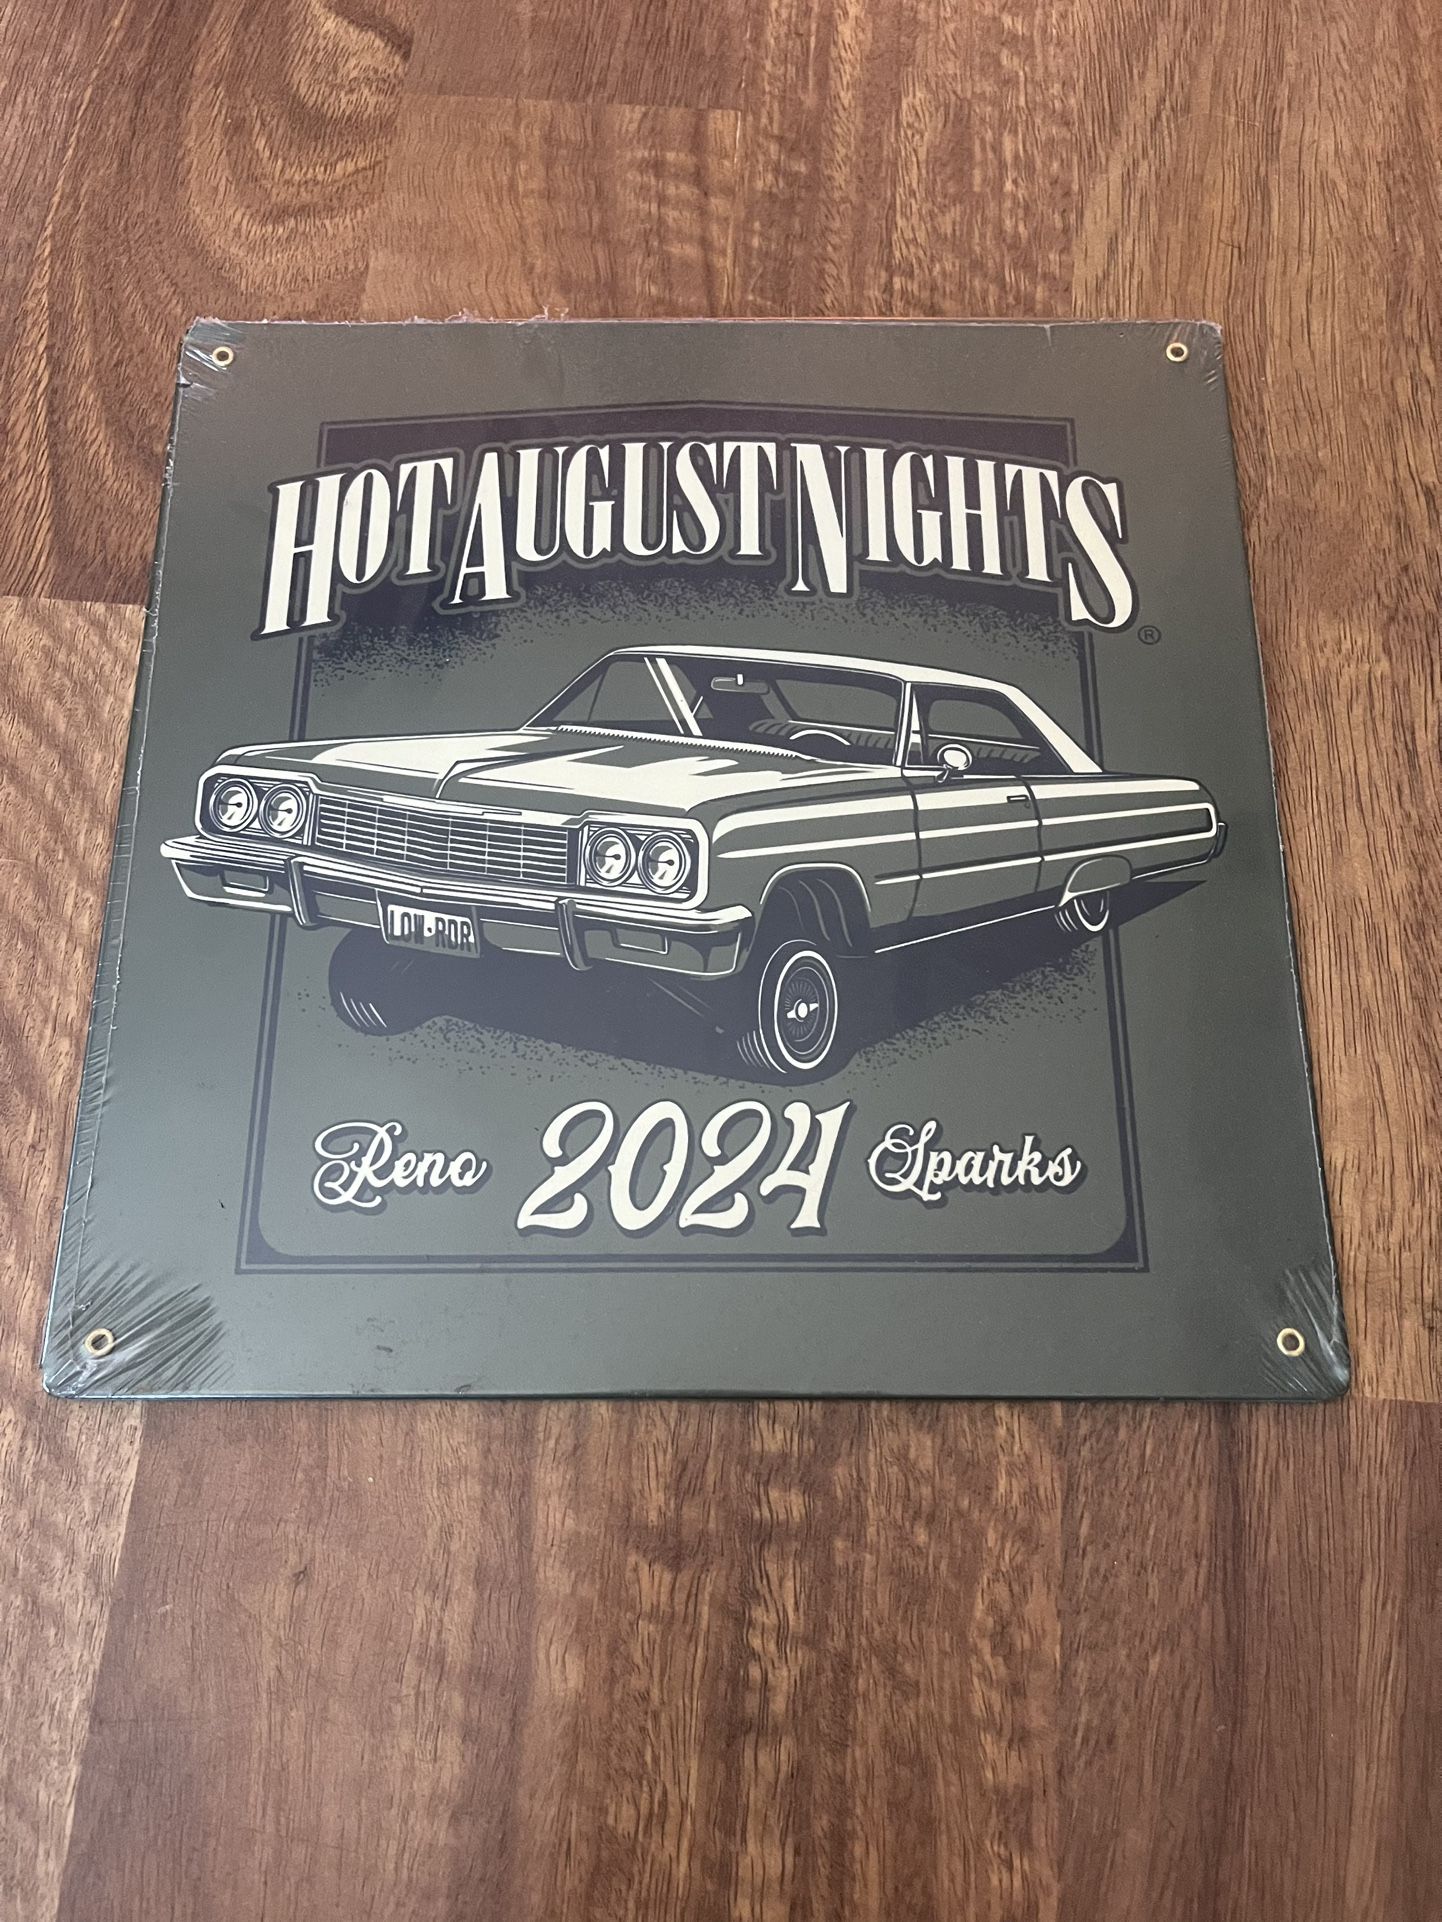 HOT AUGUST NIGHTS
®
LOW•RDR
Reno 2024 Sparks